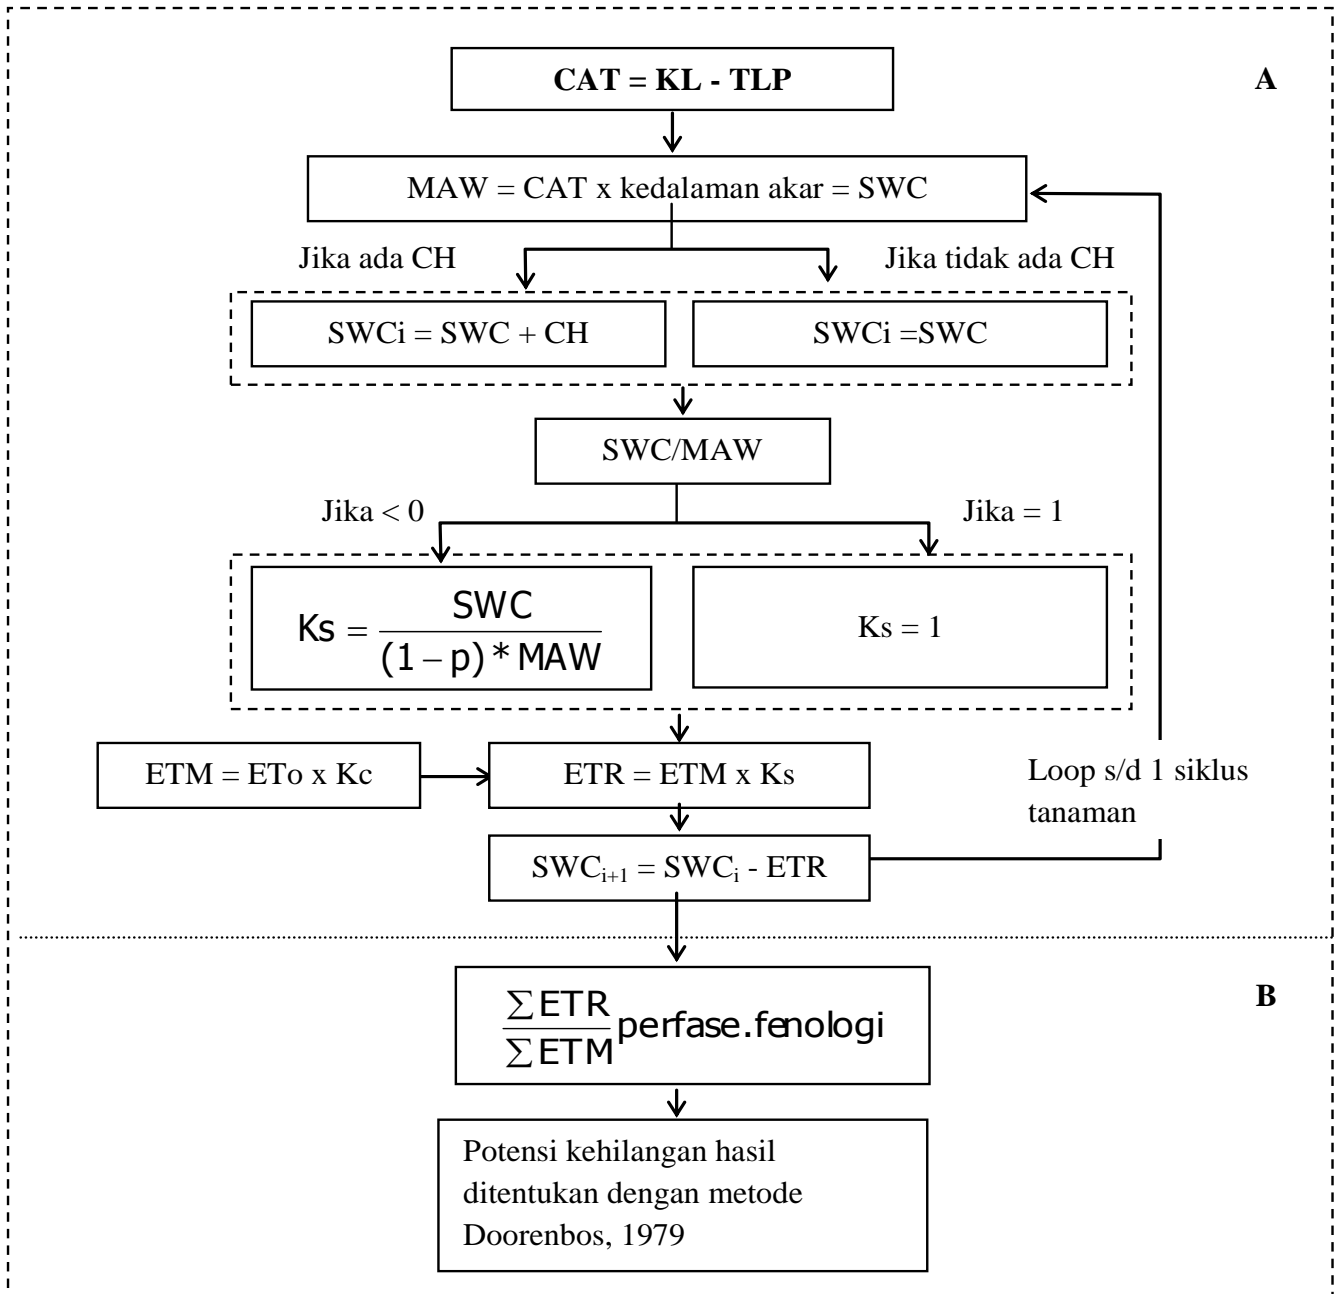 CAT = KL - TLP
A
MAW = CAT x kedalaman akar = SWC
Jika ada CH
Jika tidak ada CH
SWCi = SWC + CH
SWCi =SWC
SWC/MAW
Jika < 0
Jika = 1
Ks = SWC / (1 – p) * MAW
Ks = 1
ETM = ETo x Kc
ETR = ETM x Ks
Loop s/d 1 siklus
tanaman
SWCi+1 = SWCi - ETR
B
∑ETR / ∑ETM perfase.fenologi
Potensi kehilangan hasil
ditentukan dengan metode
Doorenbos, 1979